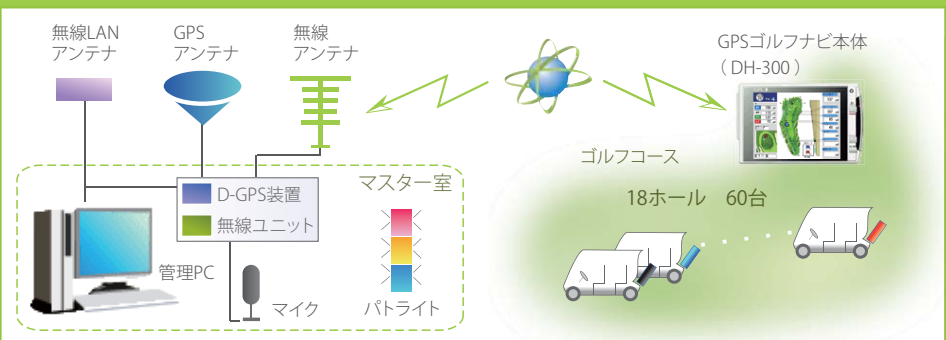 無線LAN
アンテナ
GPS
アンテナ
無線
アンテナ
GPSゴルフナビ本体
（DH-300）
ゴルフコース
18ホール　60台
マスター室
D-GPS装置
無線ユニット
管理PC
マイク
パトライト